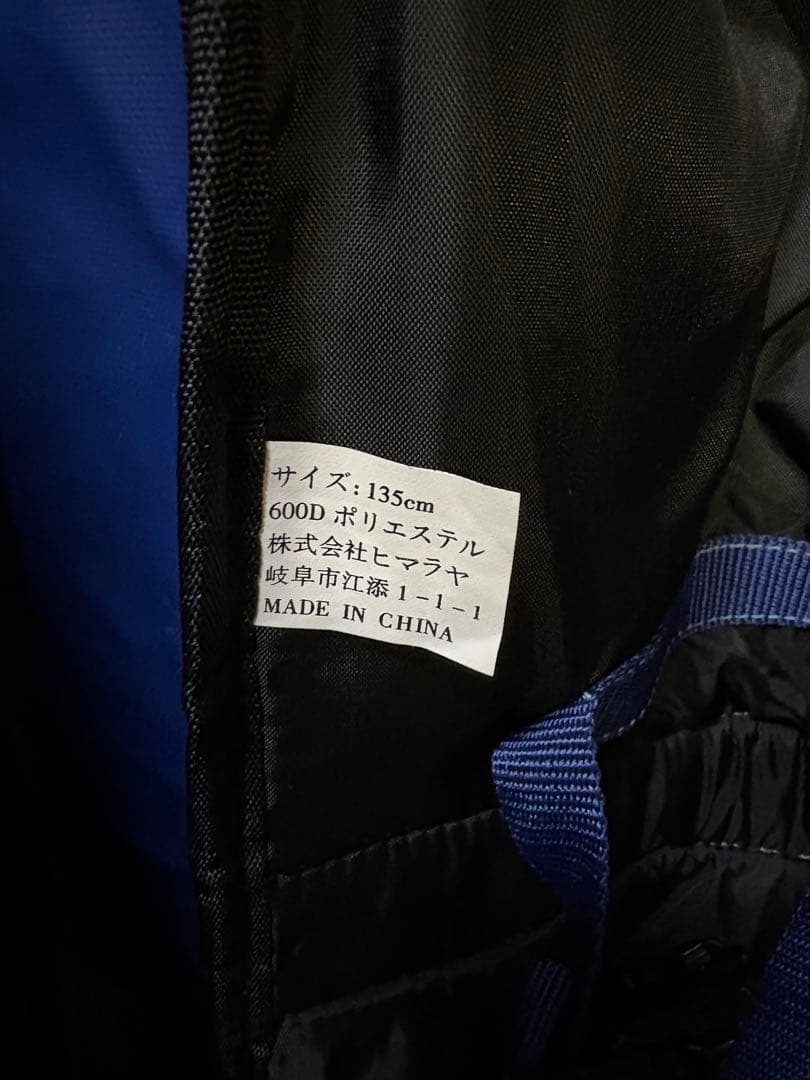 サイズ:135cm
600D ポリエステル
株式会社ヒマラヤ
岐阜市江添1-1-1
MADE IN CHINA